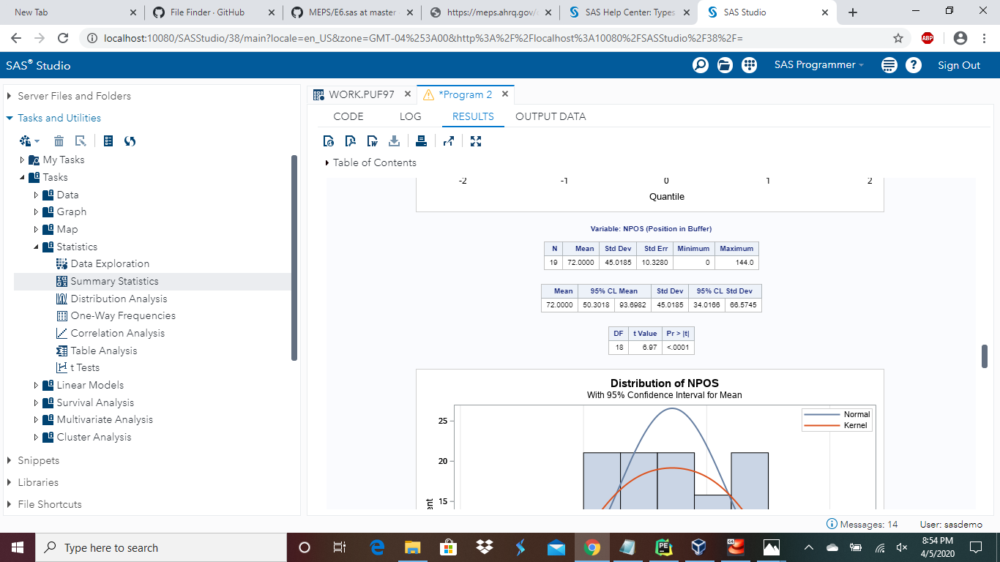 New Tab
File Finder · GitHub
MEPS/E6.sas at master
https://meps.ahrq.gov/
SAS Help Center: Types
SAS Studio
localhost:10080/SASStudio/38/main?locale=en_US&zone=GMT-04%253A00&http%3A%2F%2Flocalhost%3A10080%2FSASStudio%2F38%2F=
ABP
SAS® Studio
SAS Programmer
Sign Out
Server Files and Folders
Tasks and Utilities
My Tasks
Tasks
Data
Graph
Map
Statistics
Data Exploration
Summary Statistics
Distribution Analysis
One-Way Frequencies
Correlation Analysis
Table Analysis
t Tests
Linear Models
Survival Analysis
Multivariate Analysis
Cluster Analysis
Snippets
Libraries
File Shortcuts
WORK.PUF97
*Program 2
CODE LOG RESULTS OUTPUT DATA
Table of Contents
-2 -1 0 1 2
Quantile
Variable: NPOS (Position in Buffer)
N Mean Std Dev Std Err Minimum Maximum
19 72.0000 45.0185 10.3280 0 144.0
Mean 95% CL Mean Std Dev 95% CL Std Dev
72.0000 50.3018 93.6982 45.0185 34.0166 66.5745
DF t Value Pr > |t|
18 6.97 <.0001
Distribution of NPOS
With 95% Confidence Interval for Mean
Normal
Kernel
25
20
15
Messages: 14
User: sasdemo
Type here to search
8:54 PM
4/5/2020